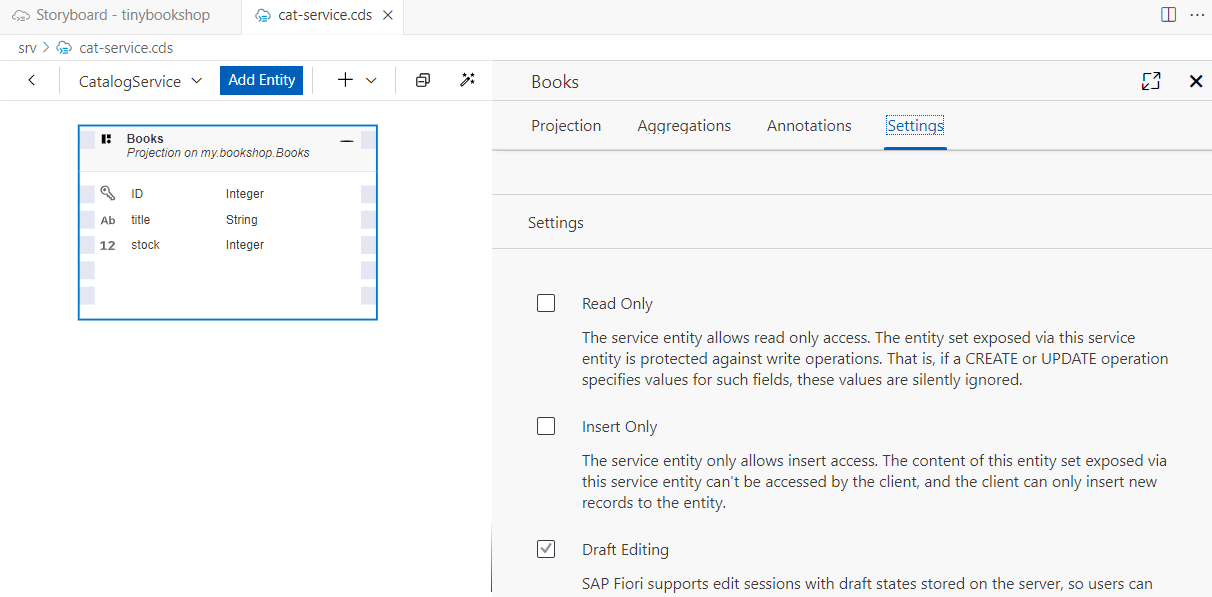 Storyboard - tinybookshop
cat-service.cds
srv > cat-service.cds
CatalogService
Add Entity
Books
Projection on my.bookshop.Books
ID Integer
Ab title String
12 stock Integer
Books
Projection Aggregations Annotations Settings
Settings
Read Only
The service entity allows read only access. The entity set exposed via this service
entity is protected against write operations. That is, if a CREATE or UPDATE operation
specifies values for such fields, these values are silently ignored.
Insert Only
The service entity only allows insert access. The content of this entity set exposed via
this service entity can't be accessed by the client, and the client can only insert new
records to the entity.
Draft Editing
SAP Fiori supports edit sessions with draft states stored on the server, so users can